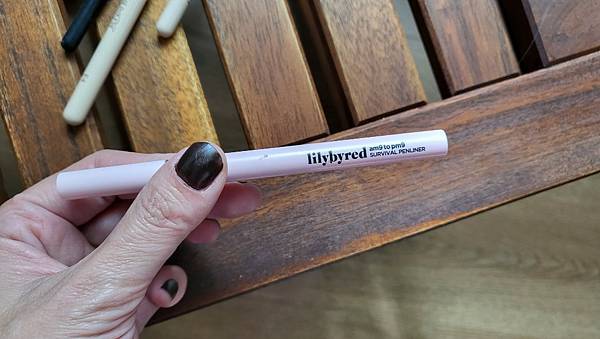 lilybyred
am9 to pm9
SURVIVAL PENLINER